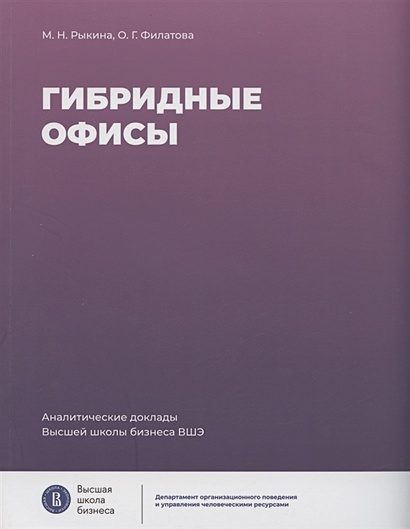 М. Н. Рыкина, О. Г. Филатова
ГИБРИДНЫЕ
ОФИСЫ
Аналитические доклады
Высшей школы бизнеса ВШЭ
Высшая
школа
бизнеса
Департамент организационного поведения
и управления человеческими ресурсами